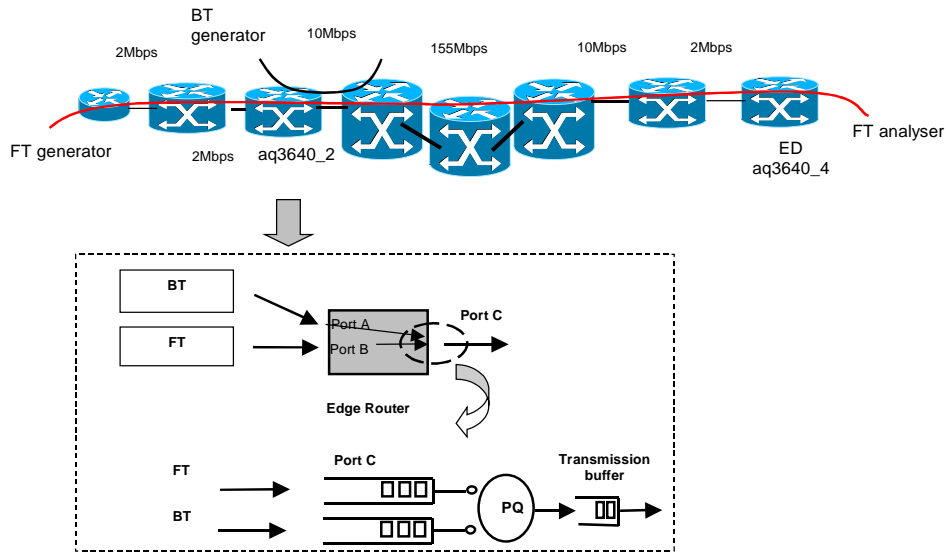 BT
generator
2Mbps
10Mbps
155Mbps
10Mbps
2Mbps
FT generator
2Mbps
aq3640_2
ED
aq3640_4
FT analyser
BT
FT
Port A
Port B
Port C
Edge Router
FT
BT
Port C
PQ
Transmission
buffer